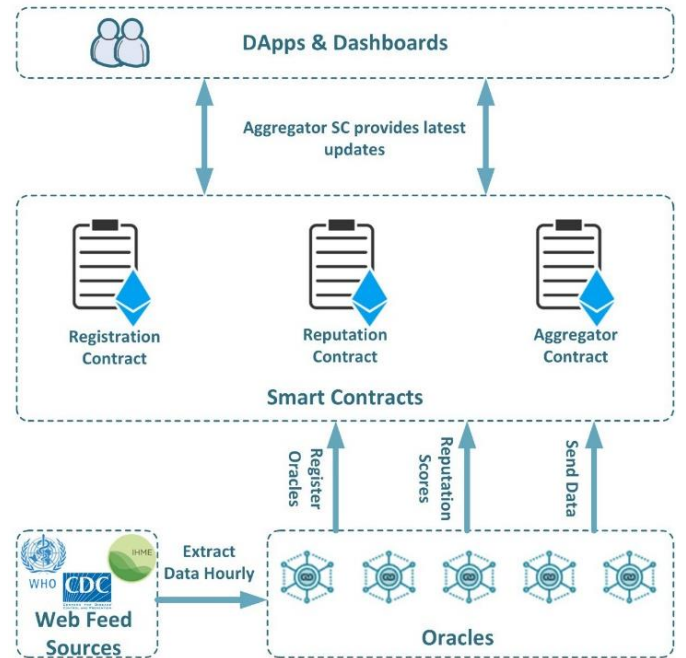 DApps & Dashboards
Aggregator SC provides latest
updates
Registration
Contract
Reputation
Contract
Aggregator
Contract
Smart Contracts
Register
Oracles
Reputation
Scores
Send Data
WHO
CDC
IHME
Extract
Data Hourly
Web Feed
Sources
Oracles